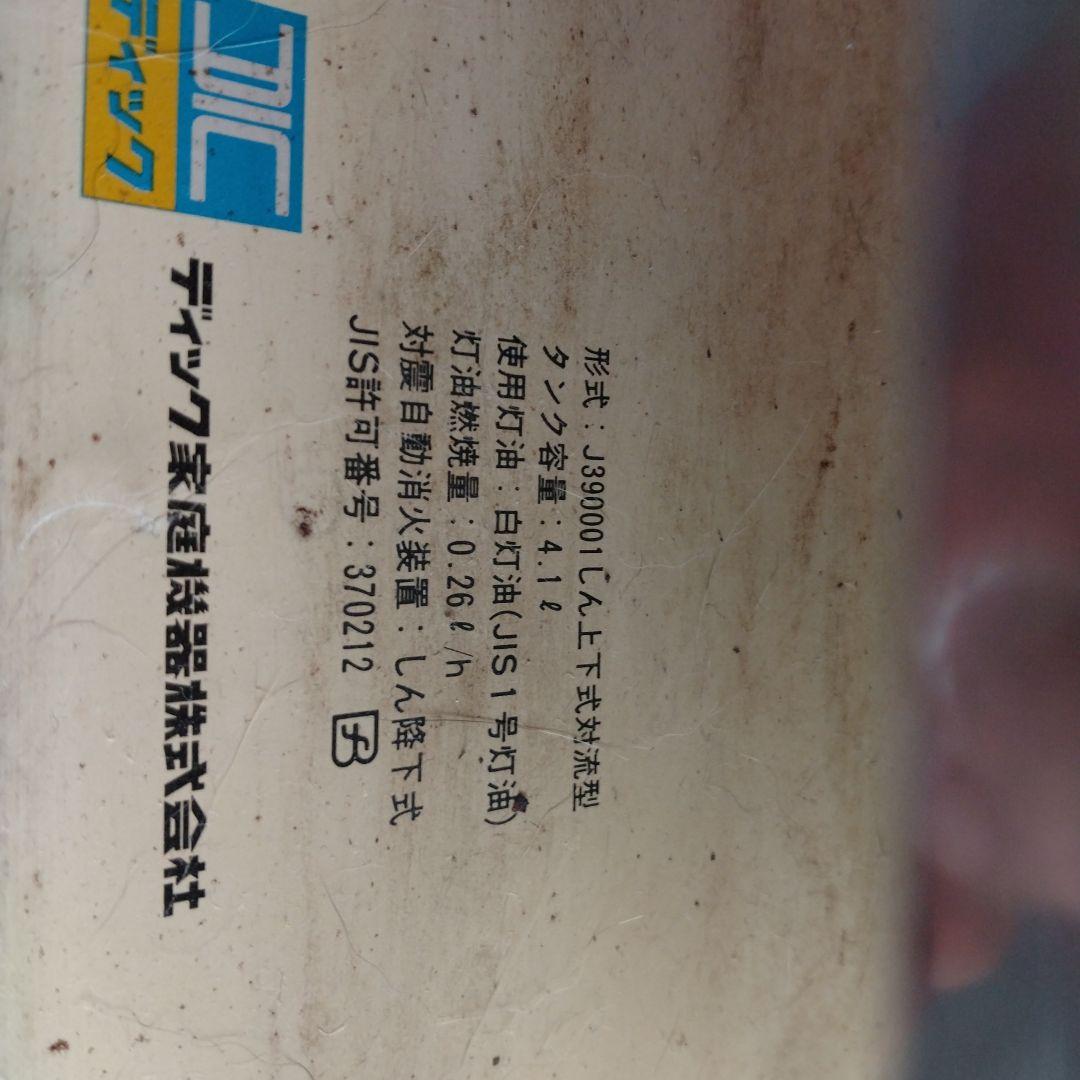 形式：J390001しん上下式対流型
タンク容量：4.1ℓ
使用灯油：白灯油(JIS1号灯油)
灯油燃焼量：0.26ℓ/h
対震自動消火装置：しん降下式
JIS許可番号：370212
DIC
ディック
ディック家庭機器株式会社